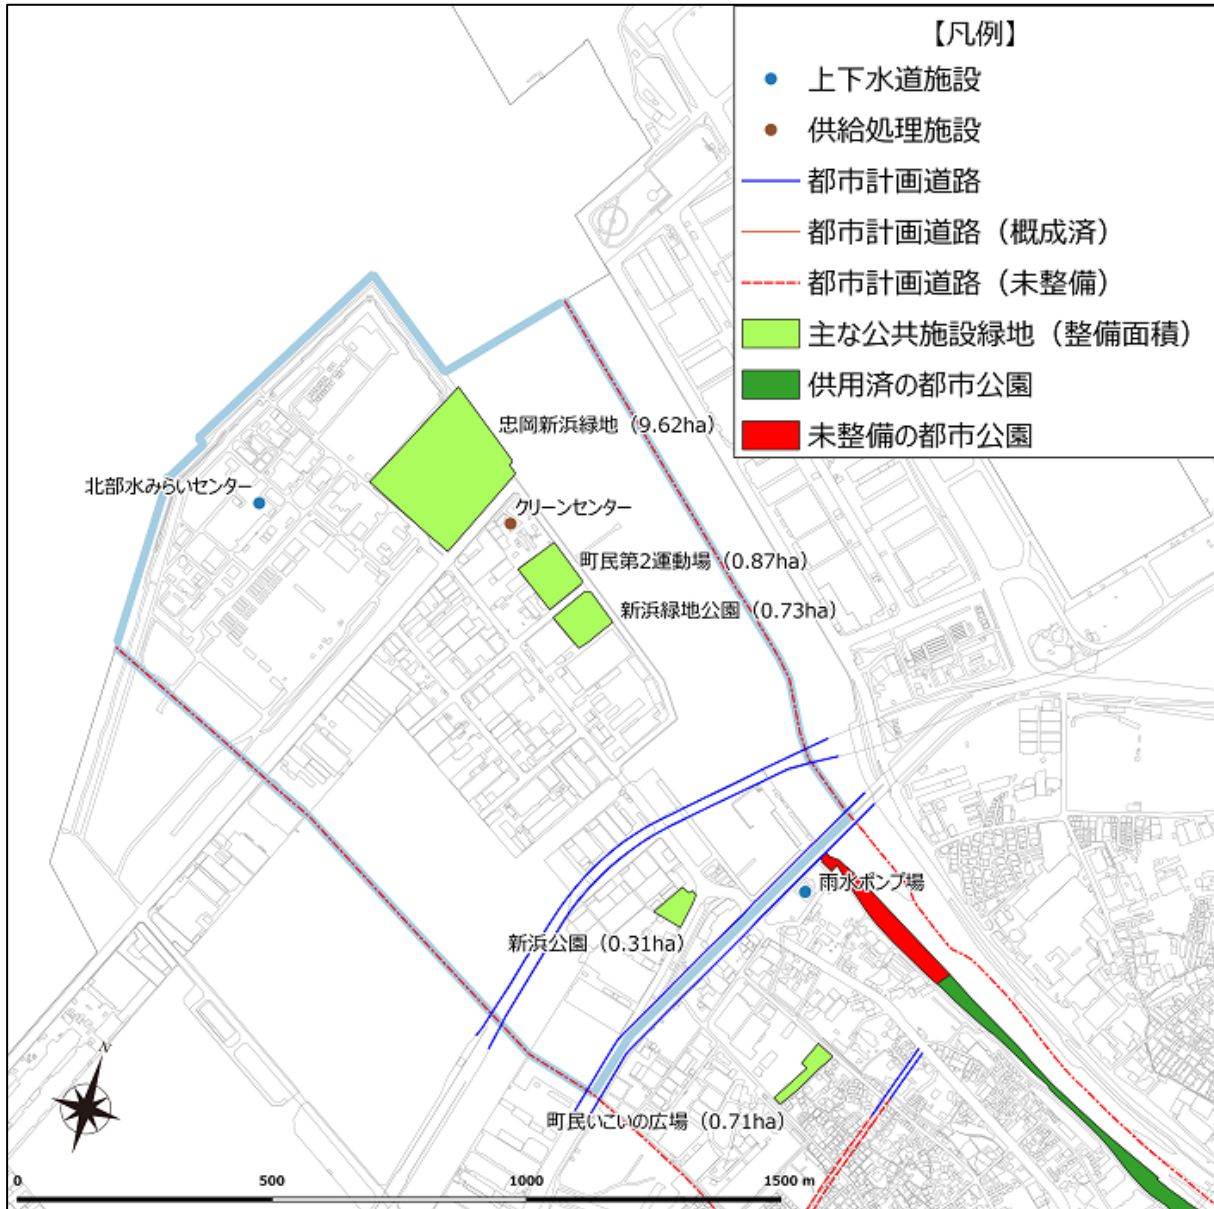 【凡例】
上下水道施設
供給処理施設
都市計画道路
都市計画道路（概成済）
都市計画道路（未整備）
主な公共施設緑地（整備面積）
供用済の都市公園
未整備の都市公園
忠岡新浜緑地（9.62ha）
北部水みらいセンター
クリーンセンター
町民第2運動場（0.87ha）
新浜緑地公園（0.73ha）
雨水ポンプ場
新浜公園（0.31ha）
町民いこいの広場（0.71ha）
N
0 500 1000 1500 m